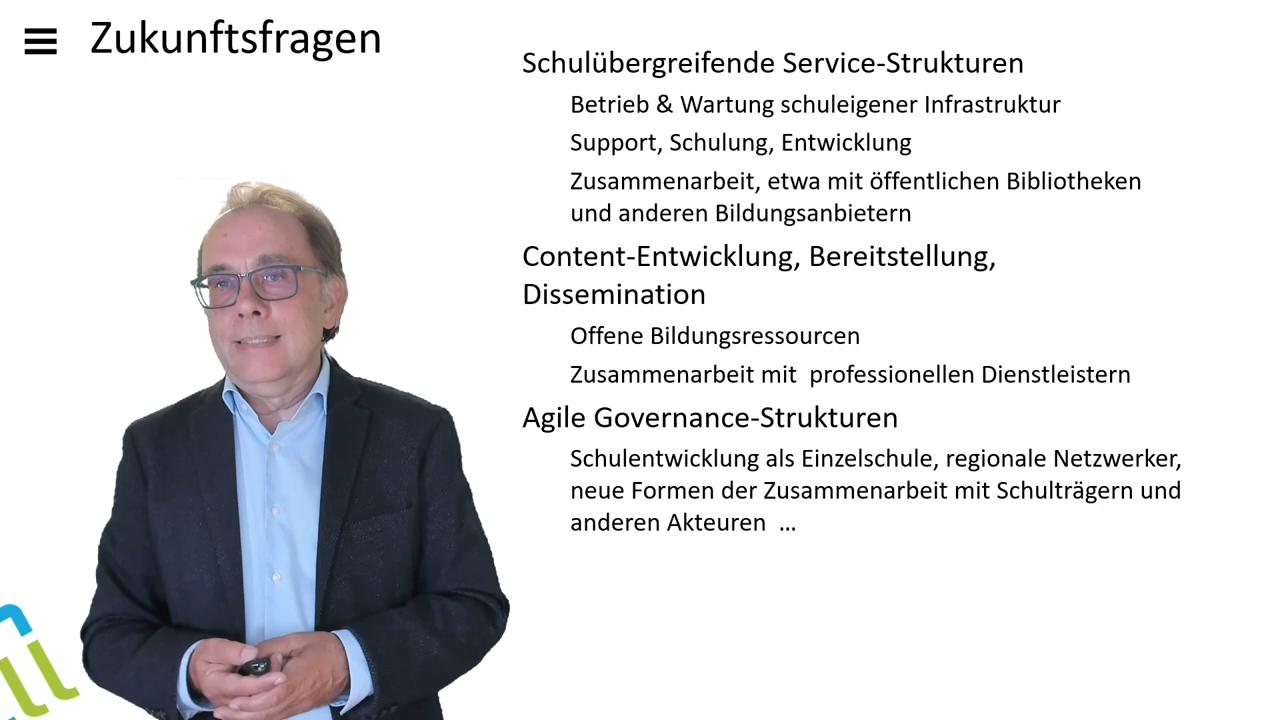 Zukunftsfragen
Schulübergreifende Service-Strukturen
Betrieb & Wartung schuleigener Infrastruktur
Support, Schulung, Entwicklung
Zusammenarbeit, etwa mit öffentlichen Bibliotheken
und anderen Bildungsanbietern
Content-Entwicklung, Bereitstellung,
Dissemination
Offene Bildungsressourcen
Zusammenarbeit mit  professionellen Dienstleistern
Agile Governance-Strukturen
Schulentwicklung als Einzelschule, regionale Netzwerker,
neue Formen der Zusammenarbeit mit Schulträgern und
anderen Akteuren  …